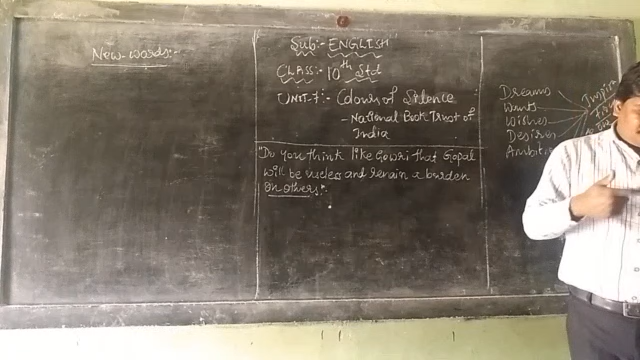 New-words:-
Sub:- ENGLISH
CLASS:- 10th Std
UNIT-7:- Colours of Silence
- National Book Trust of
India
"Do you think like Gowri that Gopal
will be useless and remain a burden
on others".
Dreams
Wants
Wishes
Desires